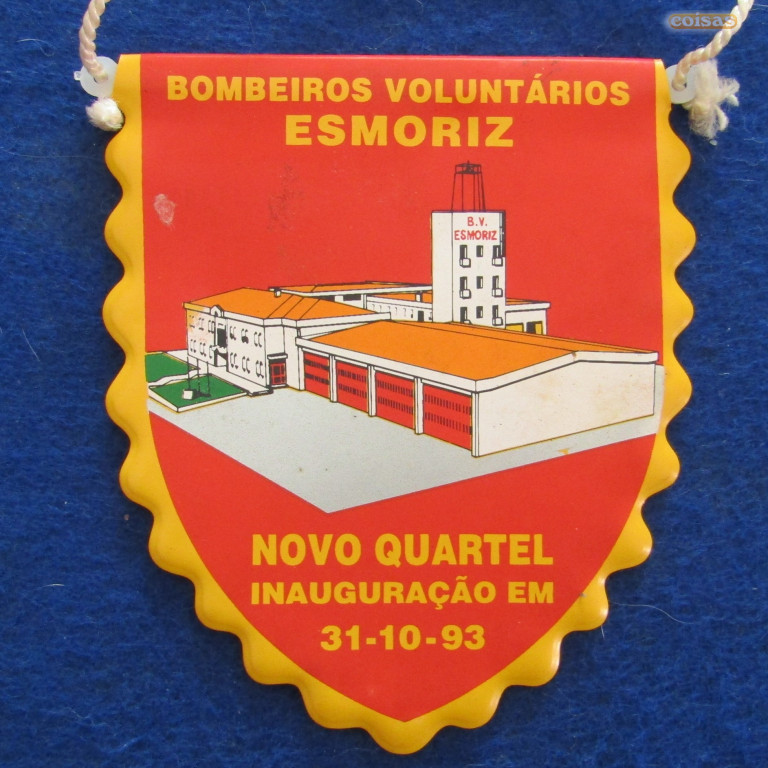 coisas
BOMBEIROS VOLUNTÁRIOS
ESMORIZ
B.V.
ESMORIZ
NOVO QUARTEL
INAUGURAÇÃO EM
31-10-93